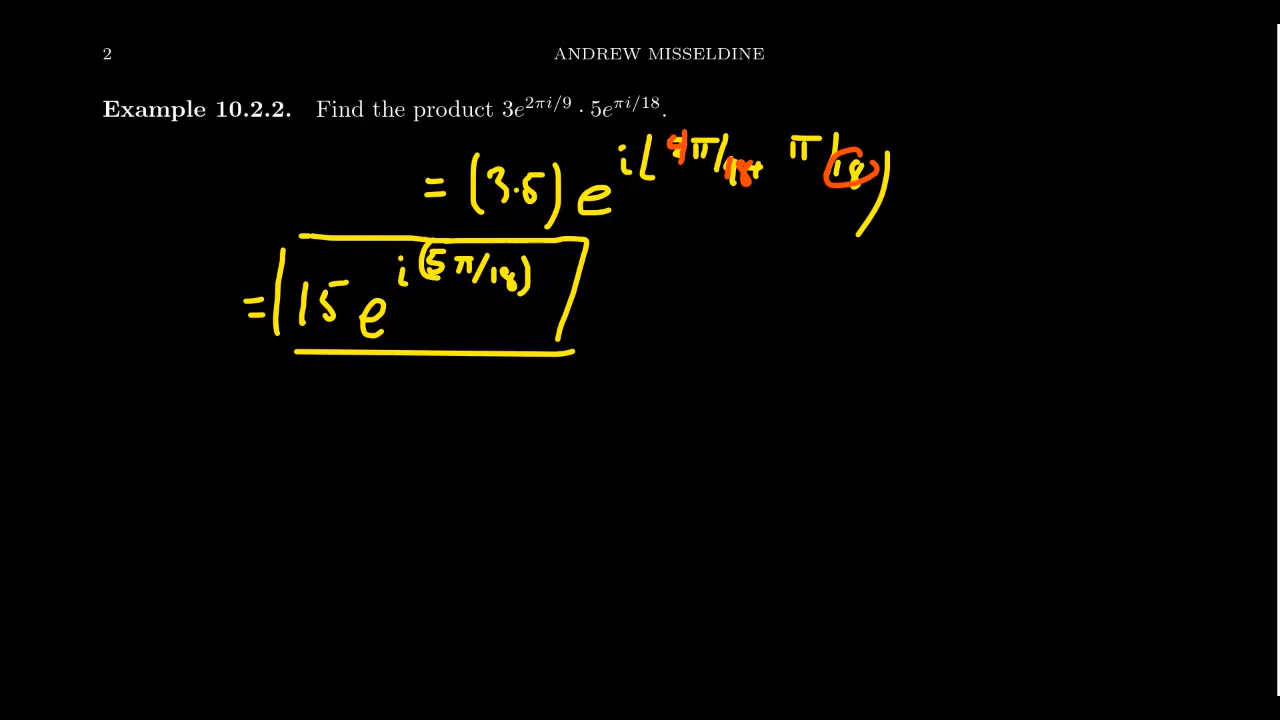 2 ANDREW MISSELDINE
Example 10.2.2. Find the product 3e^{2πi/9} · 5e^{πi/18}.
= (3·5) e^{i(4π/18 + π/18)}
= 15 e^{i(5π/18)}